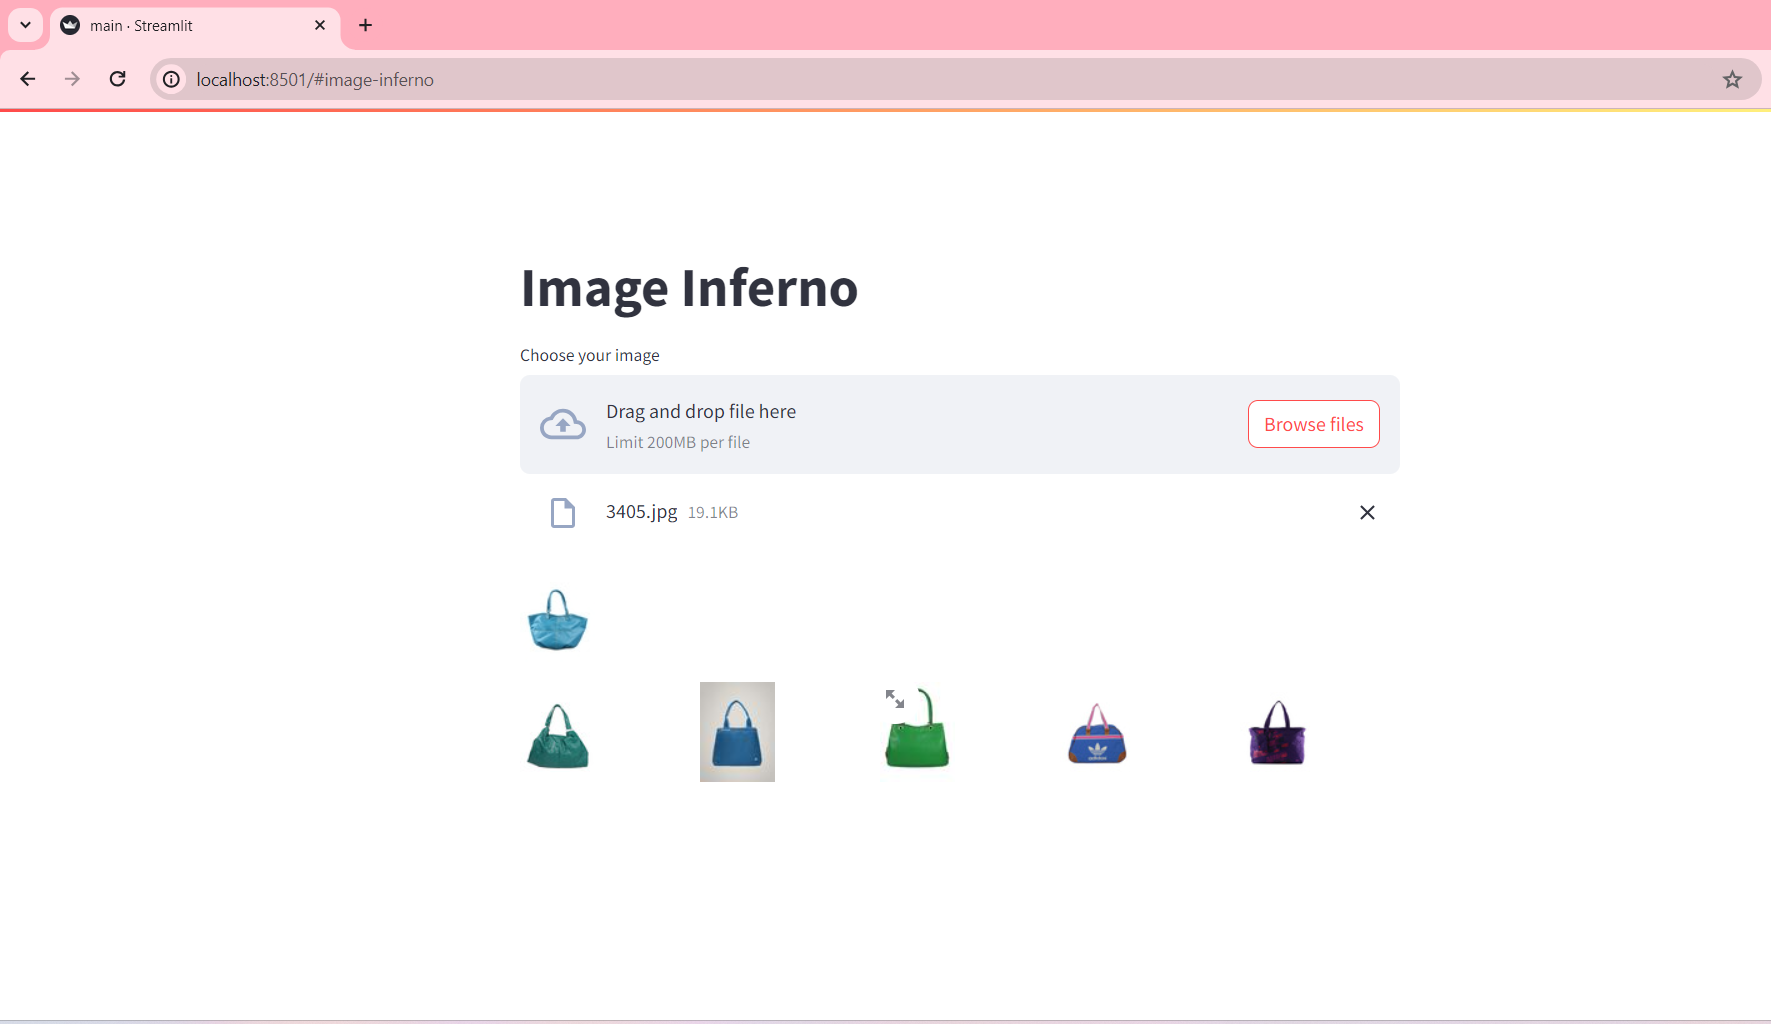 main · Streamlit
localhost:8501/#image-inferno
Image Inferno
Choose your image
Drag and drop file here
Limit 200MB per file
Browse files
3405.jpg 19.1KB
adidas